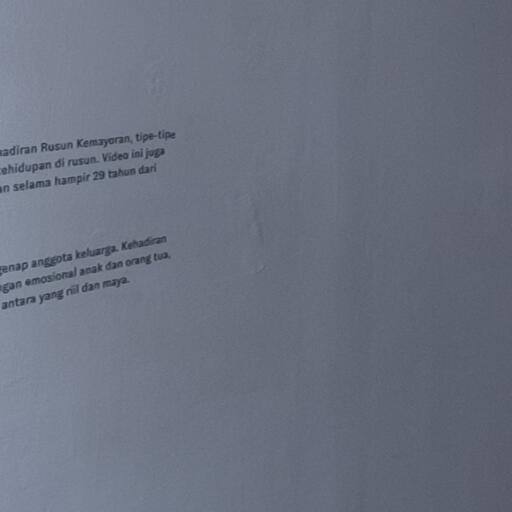 hadiran Rusun Kemayoran, tipe-tipe
kehidupan di rusun. Video ini juga
an selama hampir 29 tahun dari
genap anggota keluarga. Kehadiran
ngan emosional anak dan orang tua,
antara yang riil dan maya.